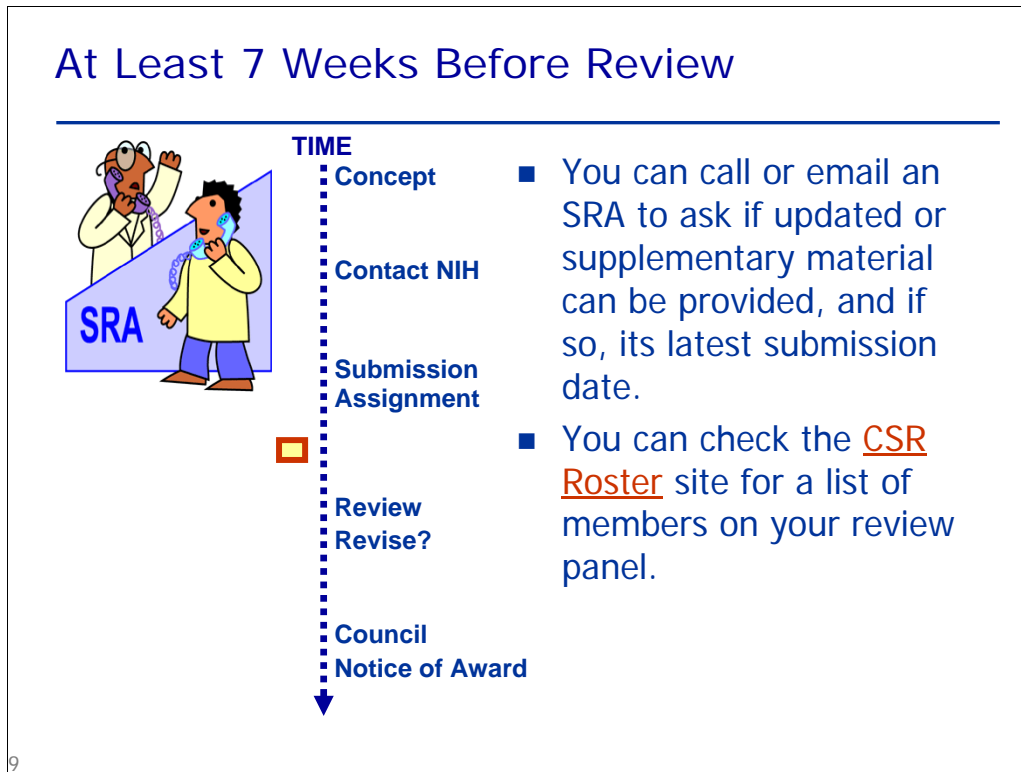 At Least 7 Weeks Before Review
TIME
Concept
Contact NIH
Submission
Assignment
Review
Revise?
Council
Notice of Award
SRA
■ You can call or email an
SRA to ask if updated or
supplementary material
can be provided, and if
so, its latest submission
date.
■ You can check the CSR
Roster site for a list of
members on your review
panel.
9